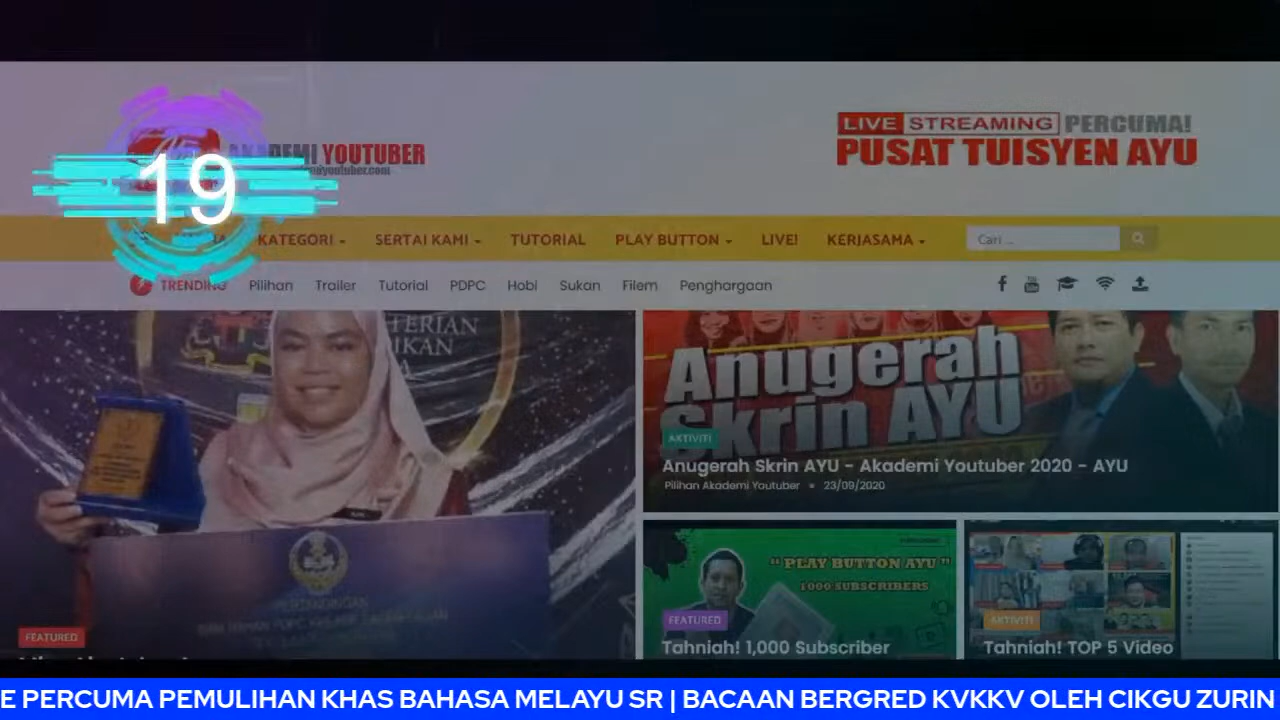 LIVE STREAMING PERCUMA!
PUSAT TUISYEN AYU
AKADEMI YOUTUBER
19
KATEGORI
SERTAI KAMI
TUTORIAL
PLAY BUTTON
LIVE!
KERJASAMA
Cari ...
TRENDING
Pilihan
Trailer
Tutorial
PDPC
Hobi
Sukan
Filem
Penghargaan
Anugerah
Skrin AYU
AKTIVITI
Anugerah Skrin AYU - Akademi Youtuber 2020 - AYU
Pilihan Akademi Youtuber 23/09/2020
PERTANDINGAN
"PLAY BUTTON AYU"
1000 SUBSCRIBERS
FEATURED
FEATURED
AKTIVITI
Tahniah! 1,000 Subscriber
Tahniah! TOP 5 Video
E PERCUMA PEMULIHAN KHAS BAHASA MELAYU SR | BACAAN BERGRED KVKKV OLEH CIKGU ZURIN